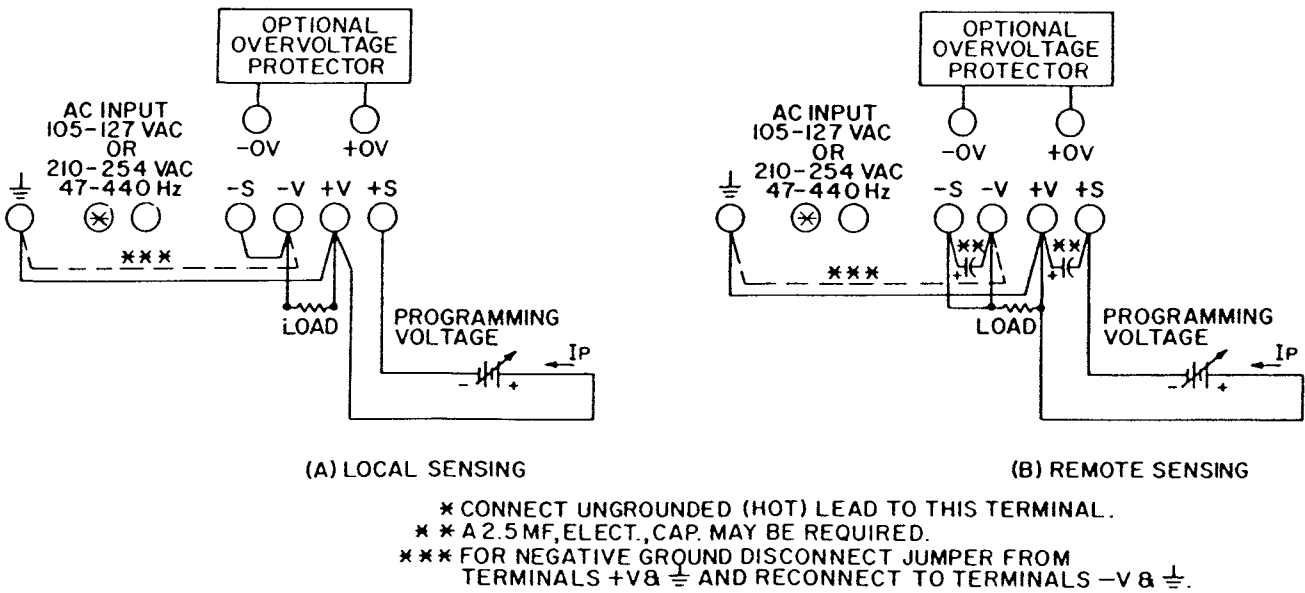 OPTIONAL
OVERVOLTAGE
PROTECTOR
AC INPUT
105-127 VAC
OR
210-254 VAC
47-440 Hz
-OV +OV
-S -V +V +S
***
LOAD
PROGRAMMING
VOLTAGE
IP
- +
(A) LOCAL SENSING
OPTIONAL
OVERVOLTAGE
PROTECTOR
AC INPUT
105-127 VAC
OR
210-254 VAC
47-440 Hz
-OV +OV
-S -V +V +S
** **
+ +
***
LOAD
PROGRAMMING
VOLTAGE
IP
- +
(B) REMOTE SENSING
* CONNECT UNGROUNDED (HOT) LEAD TO THIS TERMINAL.
** A 2.5 MF, ELECT., CAP. MAY BE REQUIRED.
*** FOR NEGATIVE GROUND DISCONNECT JUMPER FROM
TERMINALS +V & ⏚ AND RECONNECT TO TERMINALS -V & ⏚.